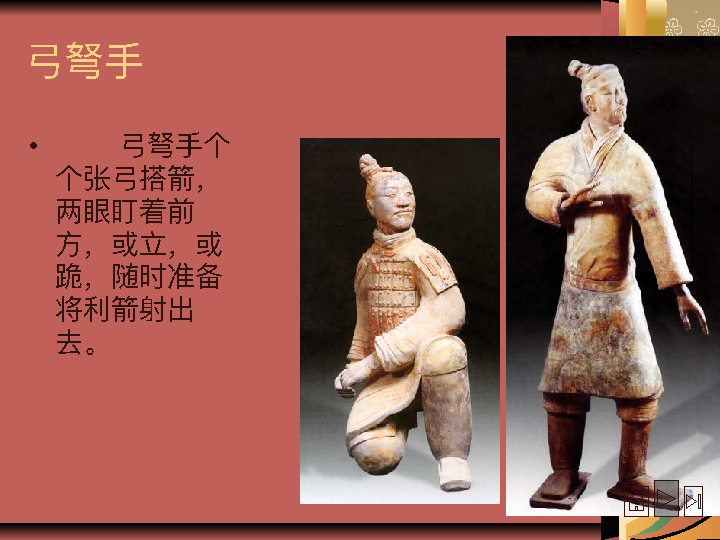 弓弩手
• 弓弩手个
个张弓搭箭，
两眼盯着前
方，或立，或
跪，随时准备
将利箭射出
去。